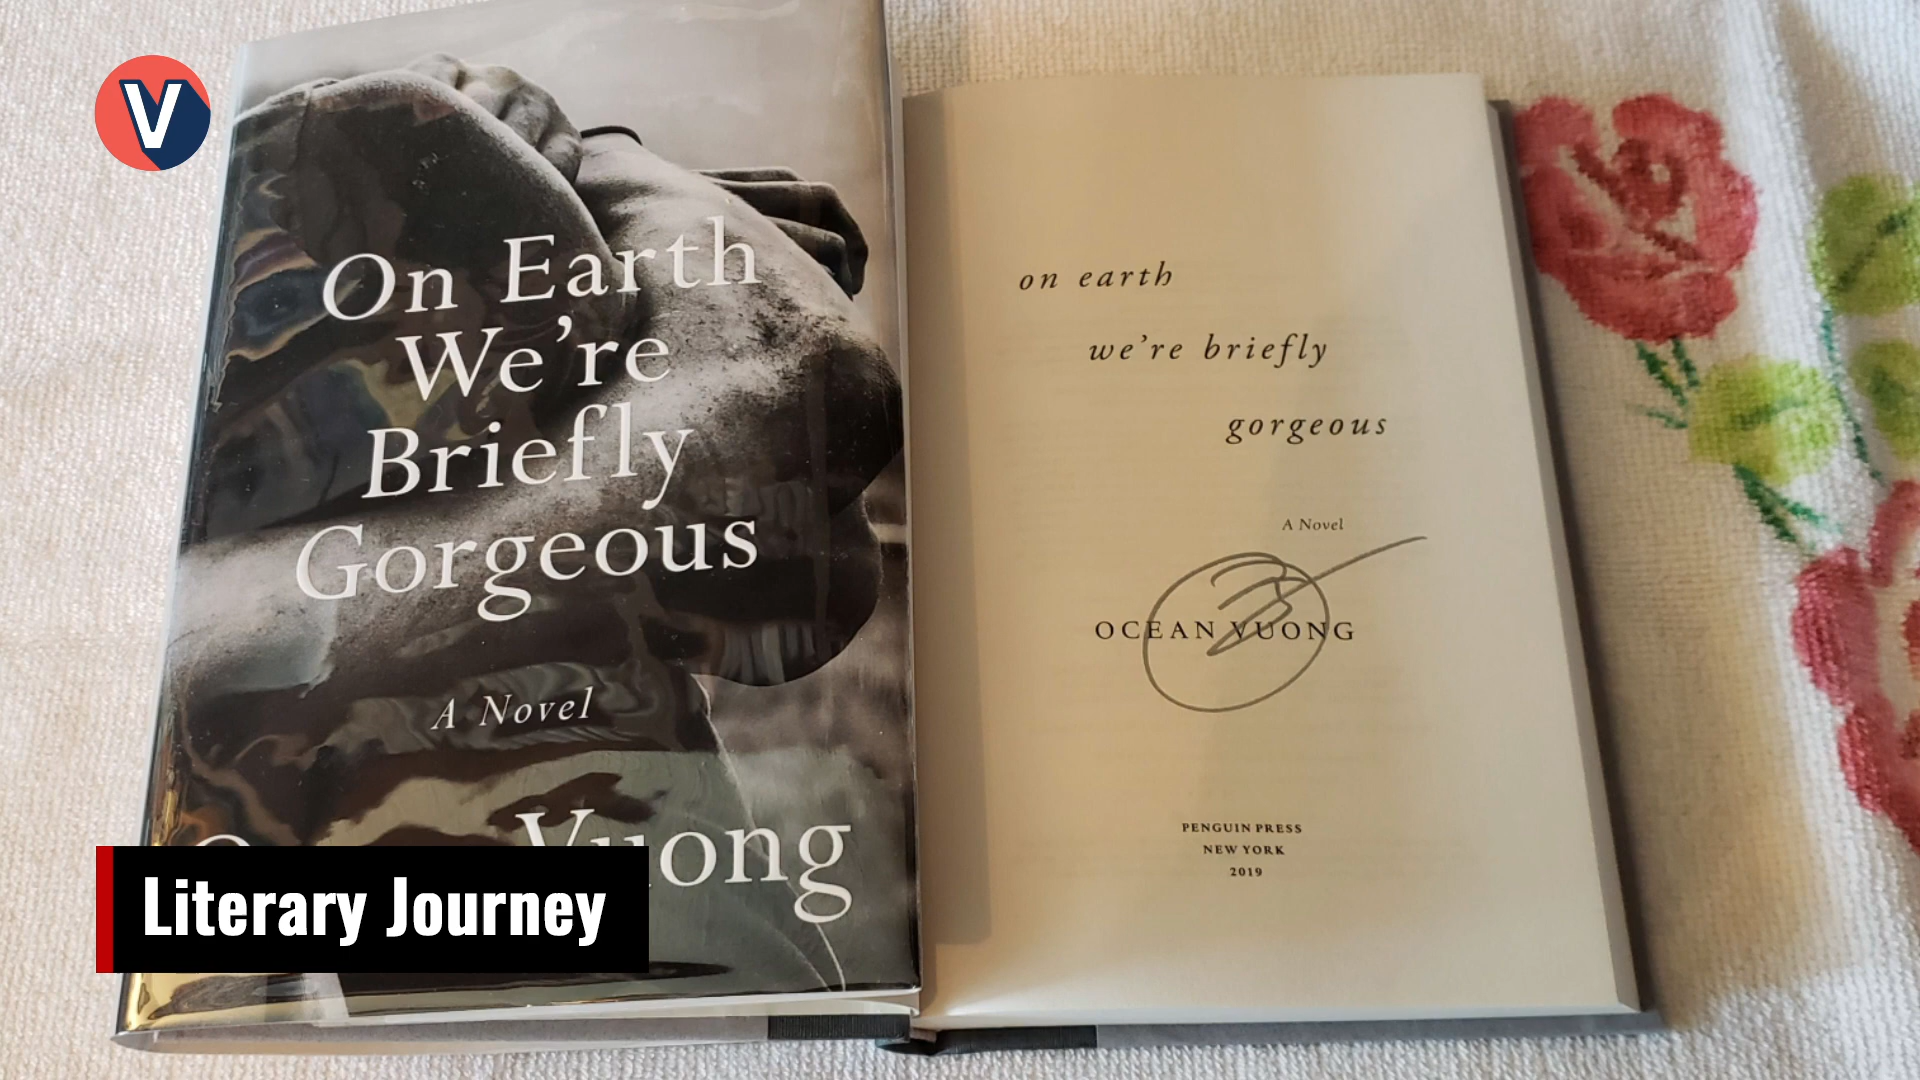 V
On Earth
We're
Briefly
Gorgeous
A Novel
Vuong
Literary Journey
on earth
we're briefly
gorgeous
A Novel
OCEAN VUONG
PENGUIN PRESS
NEW YORK
2019